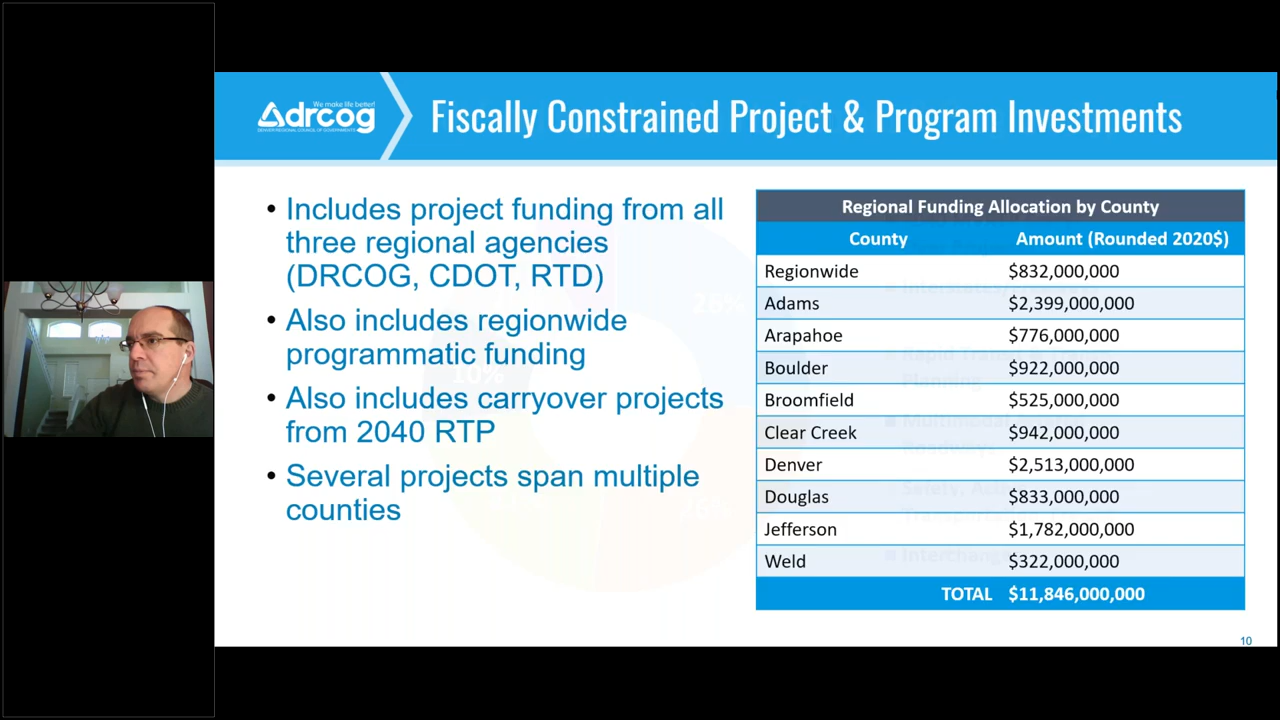 We make life better!
drcog
DENVER REGIONAL COUNCIL OF GOVERNMENTS
Fiscally Constrained Project & Program Investments
• Includes project funding from all
three regional agencies
(DRCOG, CDOT, RTD)
• Also includes regionwide
programmatic funding
• Also includes carryover projects
from 2040 RTP
• Several projects span multiple
counties
Regional Funding Allocation by County
County Amount (Rounded 2020$)
Regionwide $832,000,000
Adams $2,399,000,000
Arapahoe $776,000,000
Boulder $922,000,000
Broomfield $525,000,000
Clear Creek $942,000,000
Denver $2,513,000,000
Douglas $833,000,000
Jefferson $1,782,000,000
Weld $322,000,000
TOTAL $11,846,000,000
10